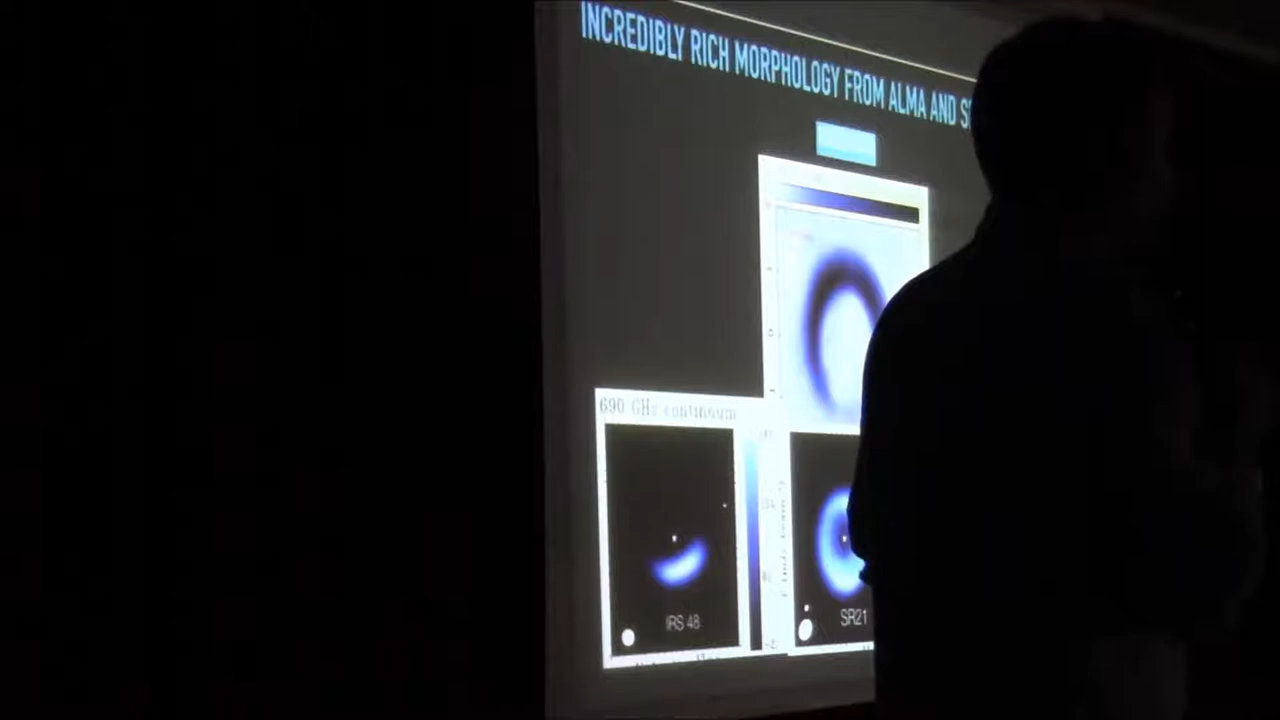 INCREDIBLY RICH MORPHOLOGY FROM ALMA AND S
690 GHz continuum
IRS 48
SR21